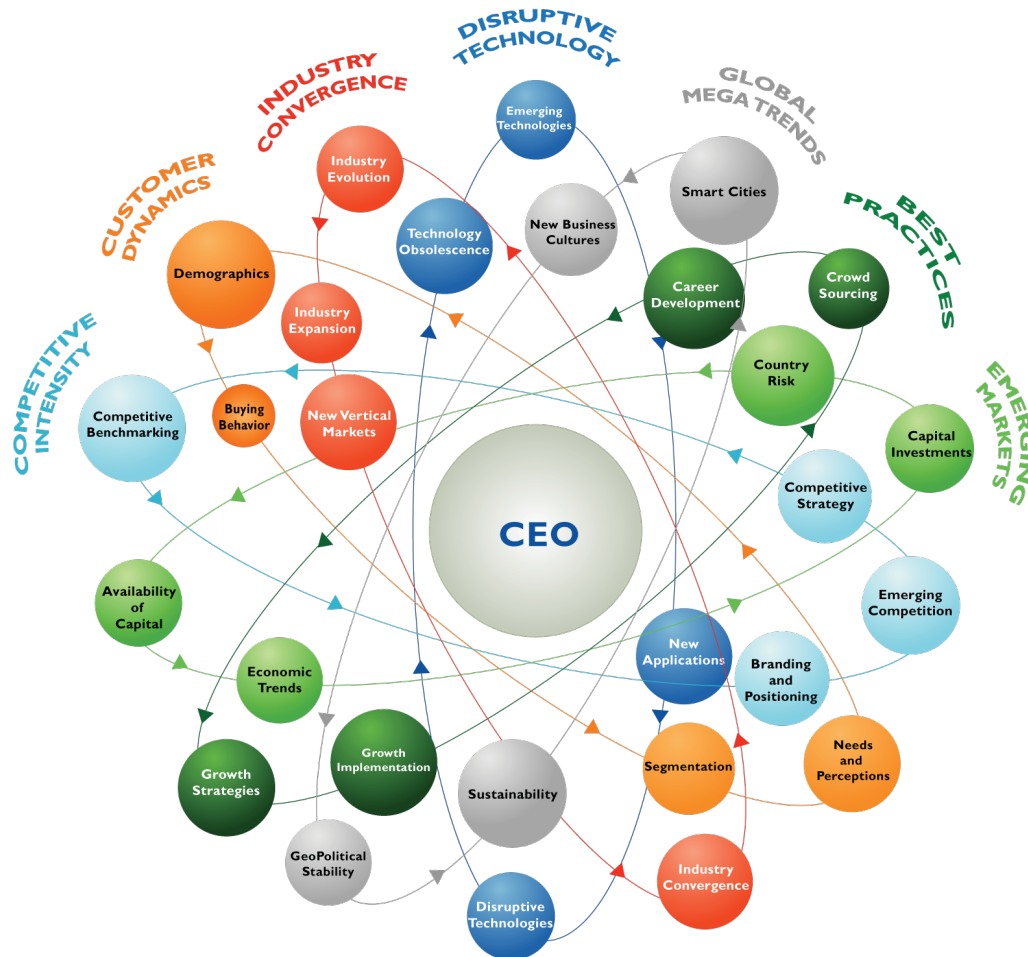 DISRUPTIVE
TECHNOLOGY
INDUSTRY
CONVERGENCE
GLOBAL
MEGA TRENDS
CUSTOMER
DYNAMICS
BEST
PRACTICES
COMPETITIVE
INTENSITY
EMERGING
MARKETS
Emerging
Technologies
Industry
Evolution
Smart Cities
New Business
Cultures
Technology
Obsolescence
Demographics
Career
Development
Crowd
Sourcing
Industry
Expansion
Country
Risk
Competitive
Benchmarking
Buying
Behavior
New Vertical
Markets
Capital
Investments
Competitive
Strategy
CEO
Availability
of
Capital
Emerging
Competition
New
Applications
Economic
Trends
Branding
and
Positioning
Growth
Strategies
Growth
Implementation
Sustainability
Segmentation
Needs
and
Perceptions
GeoPolitical
Stability
Industry
Convergence
Disruptive
Technologies